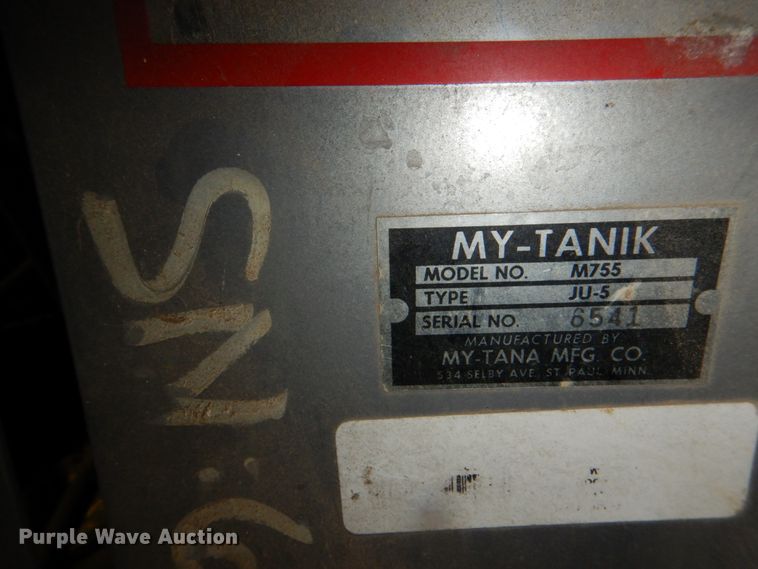 MY-TANIK
MODEL NO. M755
TYPE JU-5
SERIAL NO. 6541
MANUFACTURED BY
MY-TANA MFG. CO.
534 SELBY AVE. ST. PAUL, MINN.
SN:
Purple Wave Auction®